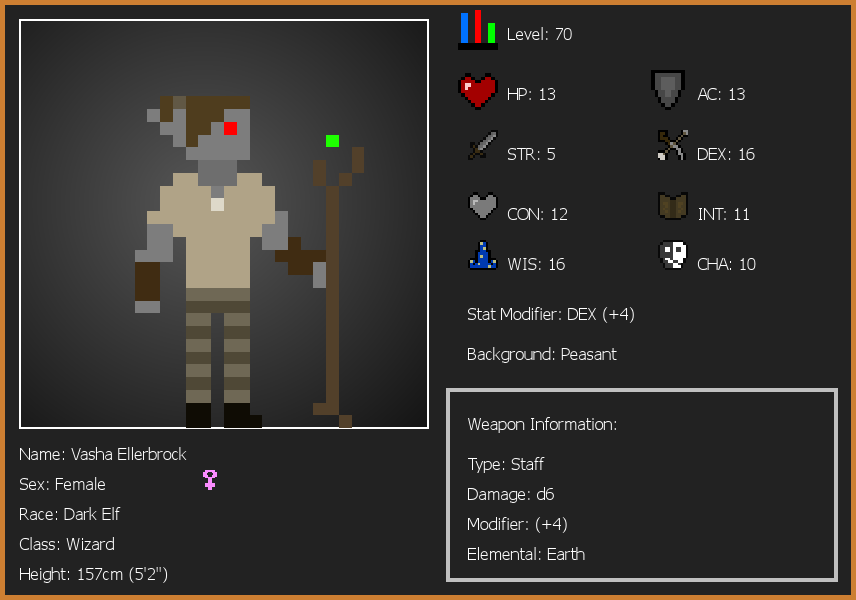 Level: 70
HP: 13
AC: 13
STR: 5
DEX: 16
CON: 12
INT: 11
WIS: 16
CHA: 10
Stat Modifier: DEX (+4)
Background: Peasant
Weapon Information:
Type: Staff
Damage: d6
Modifier: (+4)
Elemental: Earth
Name: Vasha Ellerbrock
Sex: Female
Race: Dark Elf
Class: Wizard
Height: 157cm (5'2")